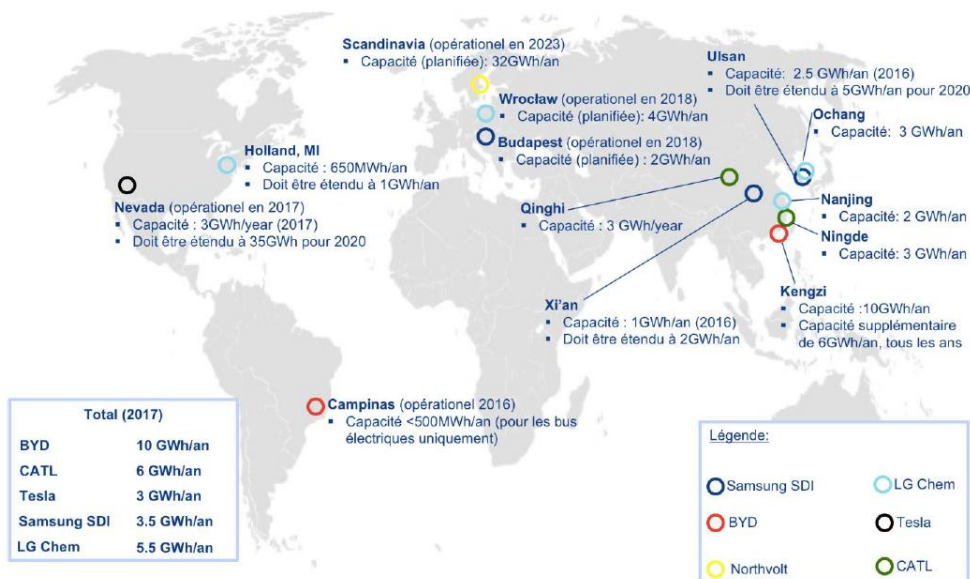 Scandinavia (opérationel en 2023)
▪ Capacité (planifiée): 32GWh/an
Wrocław (operationel en 2018)
▪ Capacité (planifiée): 4GWh/an
Budapest (opérationel en 2018)
▪ Capacité (planifiée) : 2GWh/an
Ulsan
▪ Capacité: 2.5 GWh/an (2016)
▪ Doit être étendu à 5GWh/an pour 2020
Ochang
▪ Capacité: 3 GWh/an
Holland, MI
▪ Capacité : 650MWh/an
▪ Doit être étendu à 1GWh/an
Nevada (opérationel en 2017)
▪ Capacité : 3GWh/year (2017)
▪ Doit être étendu à 35GWh pour 2020
Qinghi
▪ Capacité : 3 GWh/year
Nanjing
▪ Capacité: 2 GWh/an
Ningde
▪ Capacité: 3 GWh/an
Xi'an
▪ Capacité : 1GWh/an (2016)
▪ Doit être étendu à 2GWh/an
Kengzi
▪ Capacité :10GWh/an
▪ Capacité supplémentaire
de 6GWh/an, tous les ans
Campinas (opérationel 2016)
▪ Capacité <500MWh/an (pour les bus
électriques uniquement)
Total (2017)
BYD 10 GWh/an
CATL 6 GWh/an
Tesla 3 GWh/an
Samsung SDI 3.5 GWh/an
LG Chem 5.5 GWh/an
Légende:
Samsung SDI LG Chem
BYD Tesla
Northvolt CATL